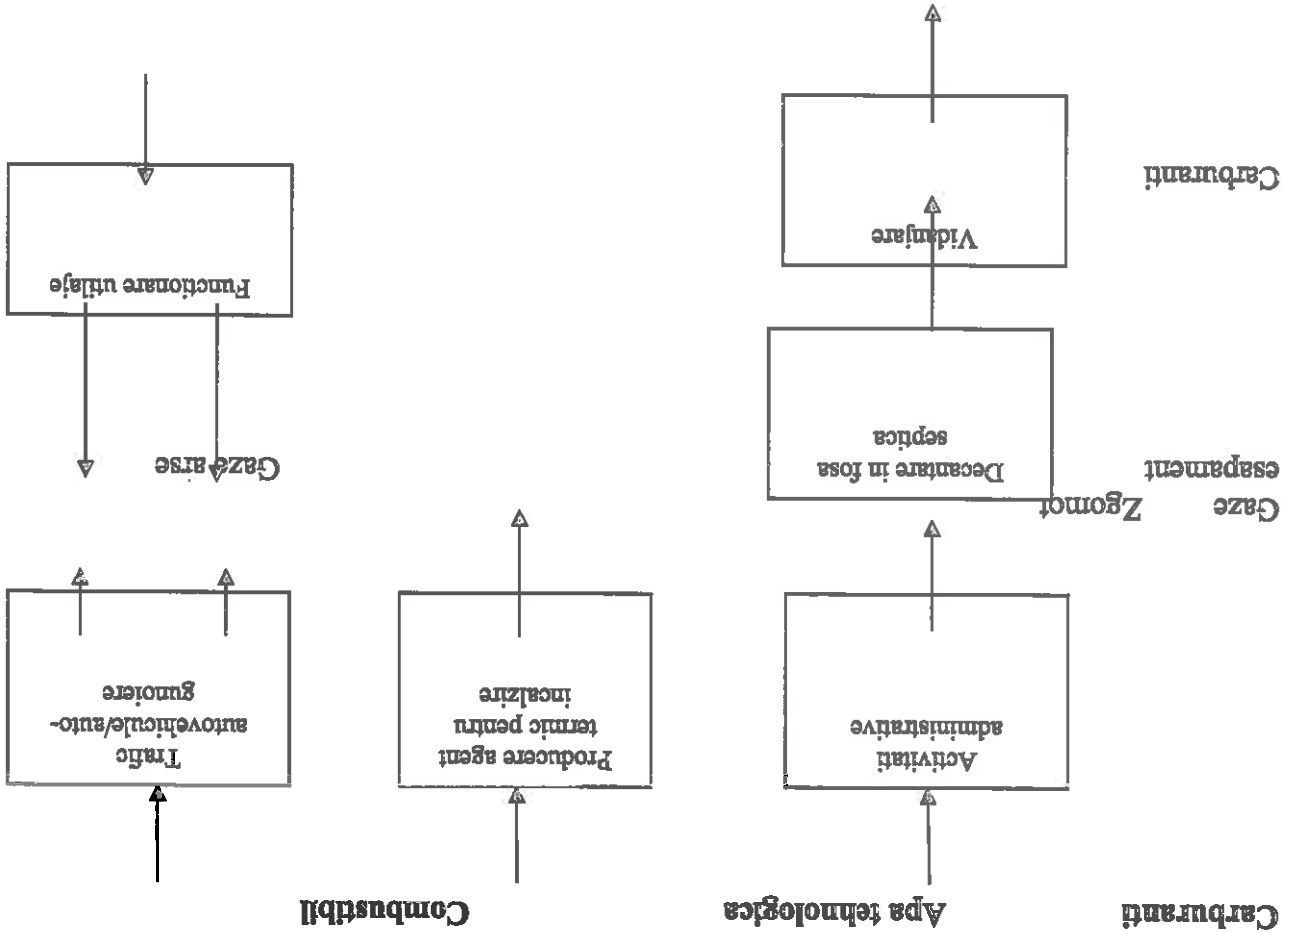 Carburanti
Apa tehnologica
Combustibil
Activitati
administrative
Producere agent
termic pentru
incalzire
Trafic
autovehicule/auto-
gunoiere
Gaze
esapament
Zgomot
Decantare in fosa
septica
Gaze arse
Functionare utilaje
Vidanjare
Carburanti